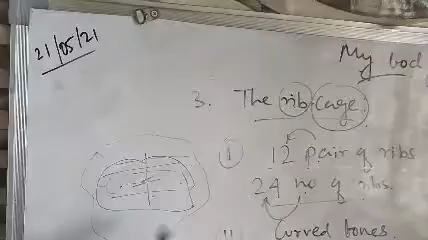 21/05/21
My bod
3. The rib cage
① 12 pair of ribs
24 no of ribs.
Curved bones.